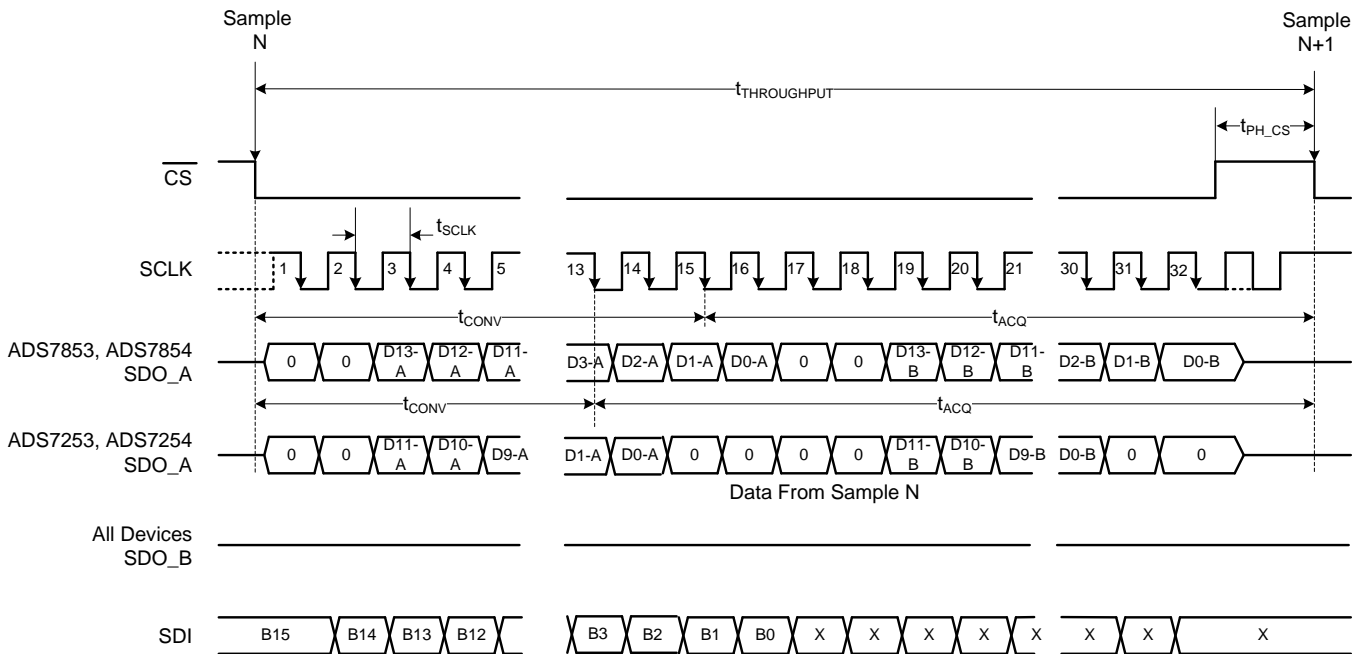 Sample
N
Sample
N+1
tTHROUGHPUT
tPH_CS
CS
tSCLK
SCLK
1 2 3 4 5 13 14 15 16 17 18 19 20 21 30 31 32
tCONV tACQ
ADS7853, ADS7854
SDO_A
0 0 D13-A D12-A D11-A D3-A D2-A D1-A D0-A 0 0 D13-B D12-B D11-B D2-B D1-B D0-B
tCONV tACQ
ADS7253, ADS7254
SDO_A
0 0 D11-A D10-A D9-A D1-A D0-A 0 0 0 0 D11-B D10-B D9-B D0-B 0 0
Data From Sample N
All Devices
SDO_B
SDI
B15 B14 B13 B12 B3 B2 B1 B0 X X X X X X X X